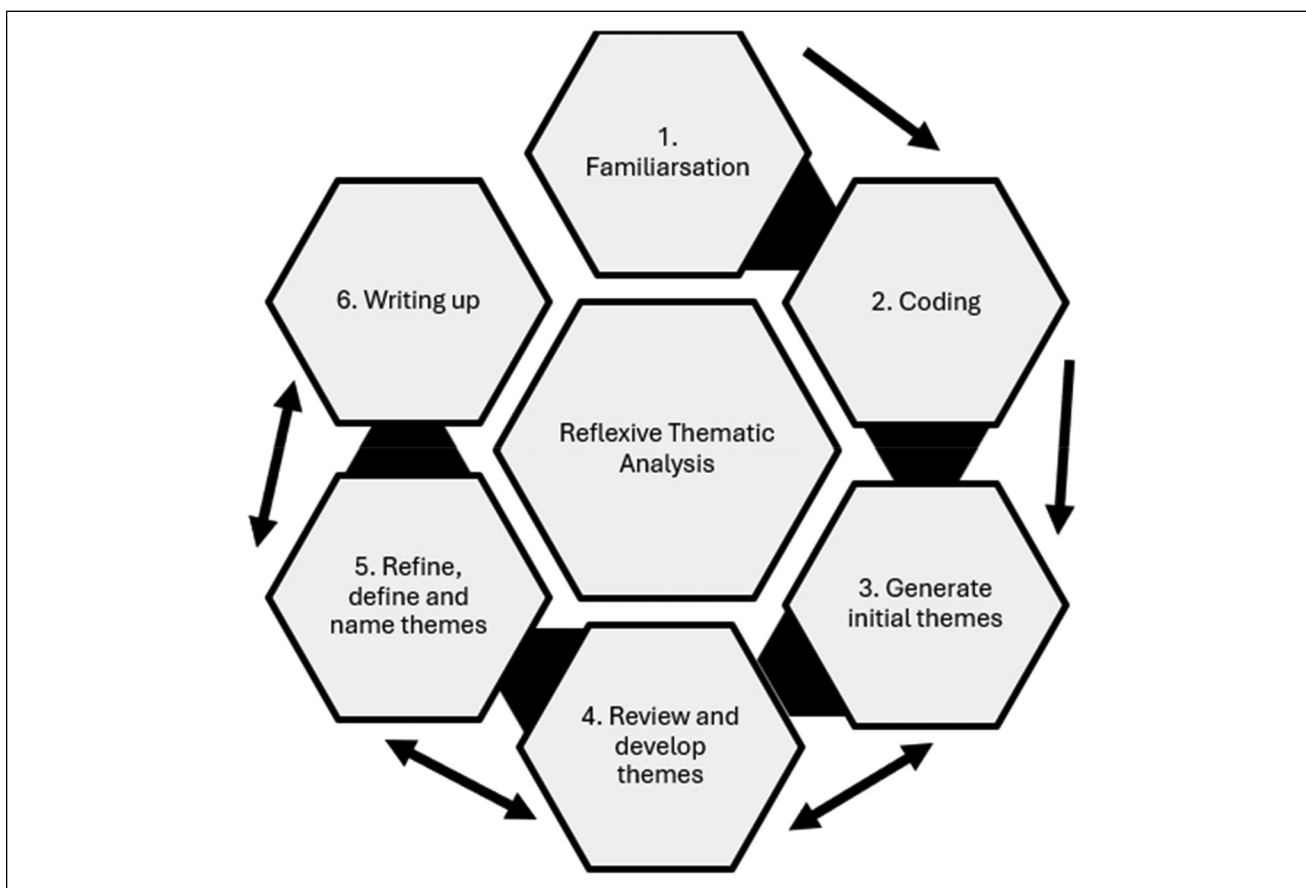 1.
Familiarsation
2. Coding
3. Generate
initial themes
4. Review and
develop
themes
5. Refine,
define and
name themes
6. Writing up
Reflexive Thematic
Analysis